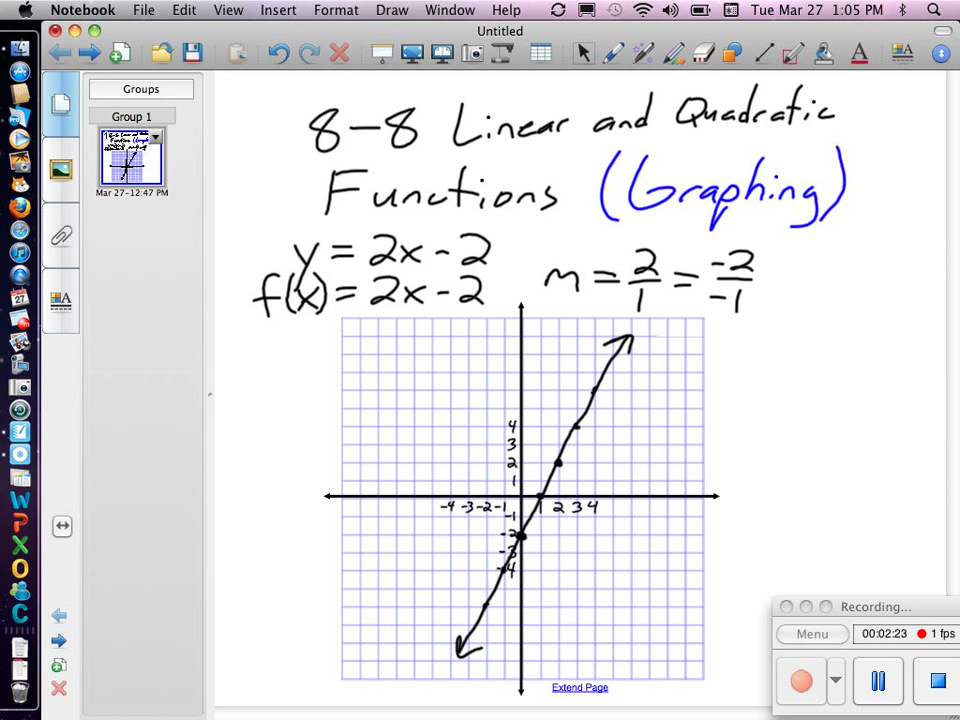 Notebook File Edit View Insert Format Draw Window Help Tue Mar 27 1:05 PM
Untitled
Groups
Group 1
Mar 27-12:47 PM
8-8 Linear and Quadratic
Functions (Graphing)
y = 2x - 2
f(x) = 2x - 2
m = 2/1 = -2/-1
4
3
2
1
-4 -3 -2 -1 1 2 3 4
-1
-2
-3
-4
Extend Page
Recording...
Menu 00:02:23 1 fps